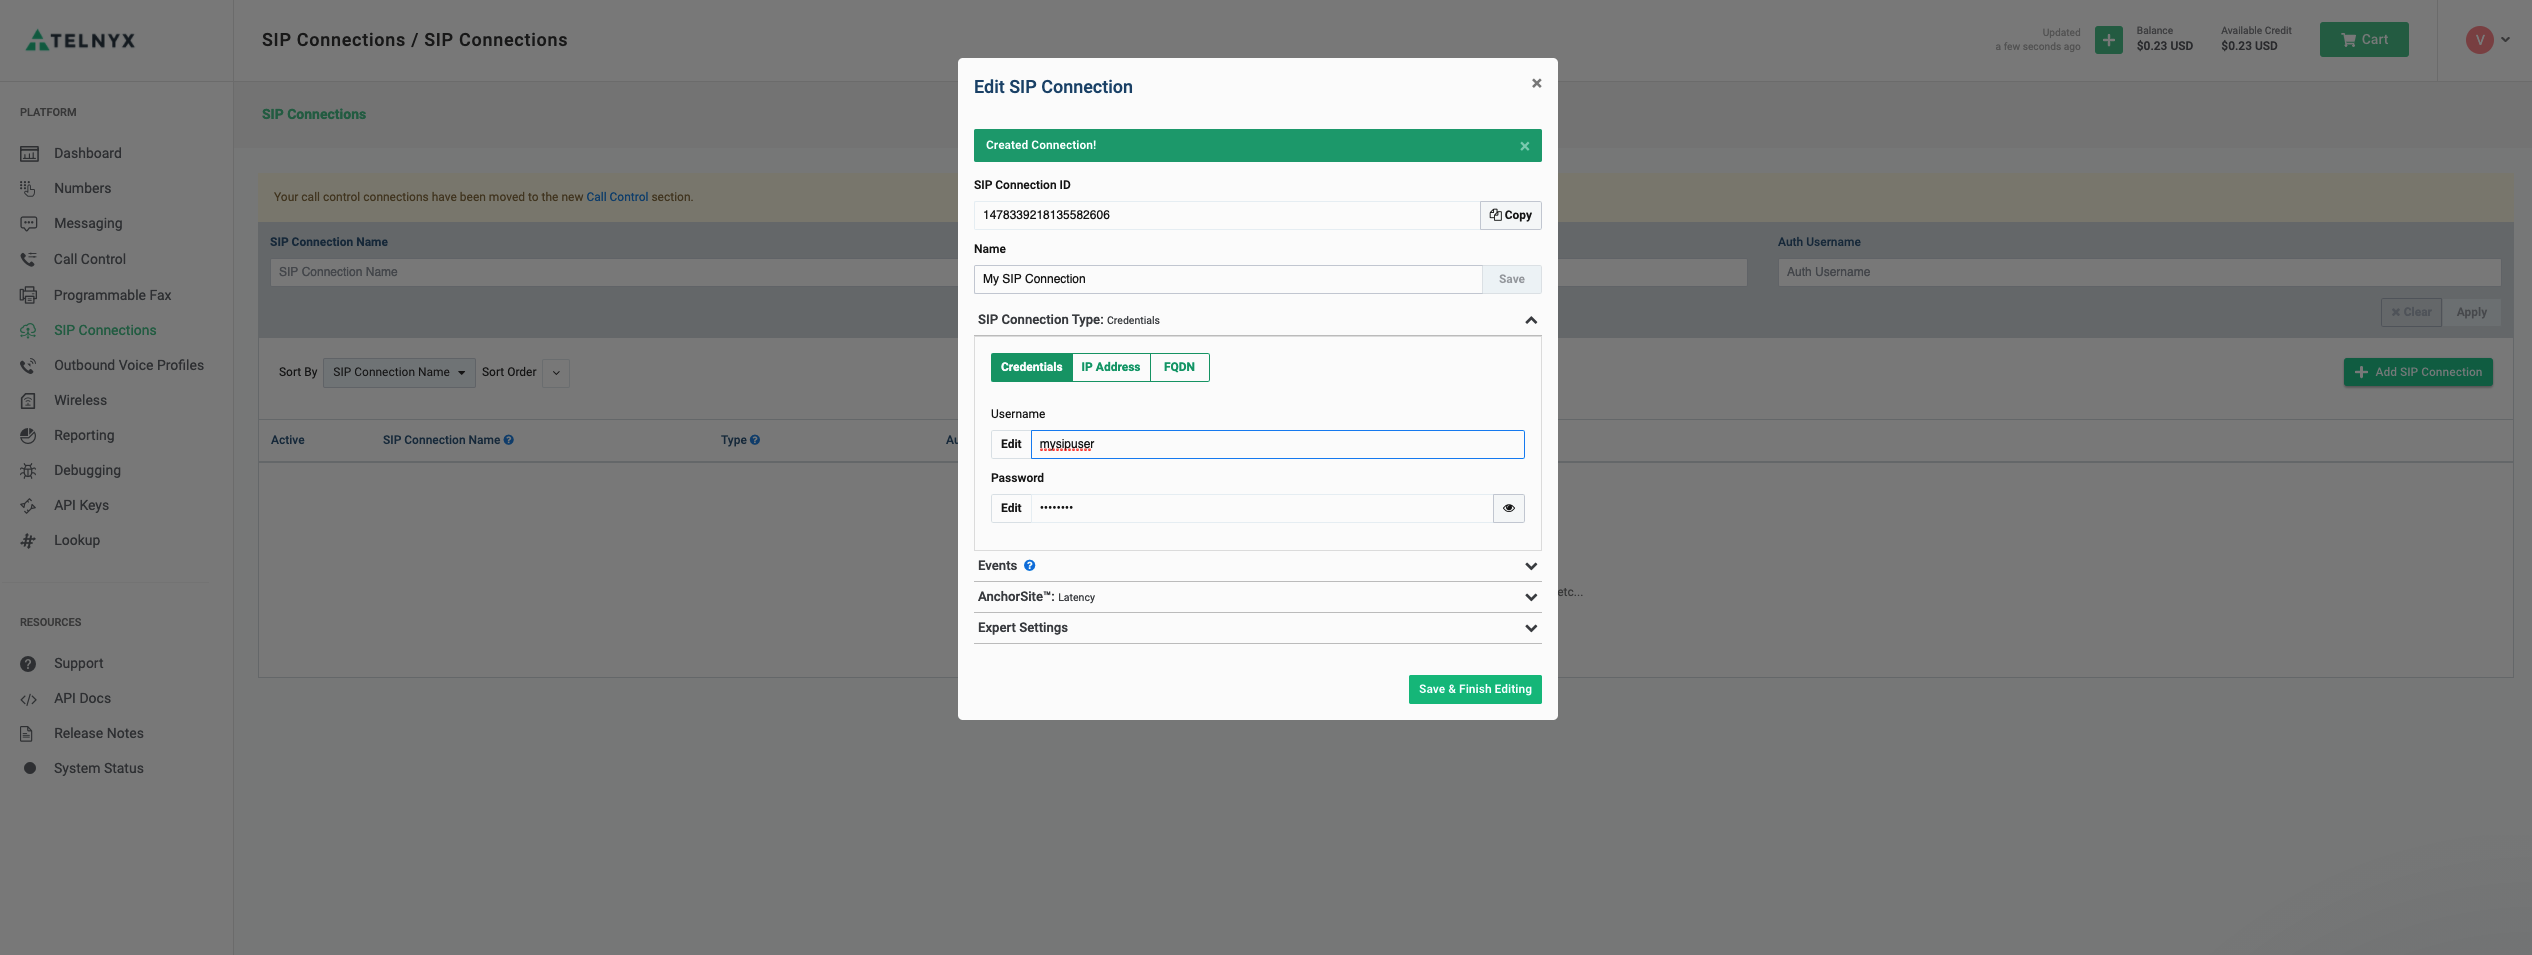 TELNYX
SIP Connections / SIP Connections
Updated
a few seconds ago
Balance
$0.23 USD
Available Credit
$0.23 USD
Cart
V
PLATFORM
Dashboard
Numbers
Messaging
Call Control
Programmable Fax
SIP Connections
Outbound Voice Profiles
Wireless
Reporting
Debugging
API Keys
Lookup
RESOURCES
Support
API Docs
Release Notes
System Status
SIP Connections
Your call control connections have been moved to the new Call Control section.
SIP Connection Name
SIP Connection Name
Auth Username
Auth Username
Clear
Apply
Sort By
SIP Connection Name
Sort Order
Add SIP Connection
Active
SIP Connection Name
Type
etc...
Edit SIP Connection
Created Connection!
SIP Connection ID
1478339218135582606
Copy
Name
My SIP Connection
Save
SIP Connection Type: Credentials
Credentials
IP Address
FQDN
Username
Edit
mysipuser
Password
Edit
••••••••
Events
AnchorSite™: Latency
Expert Settings
Save & Finish Editing